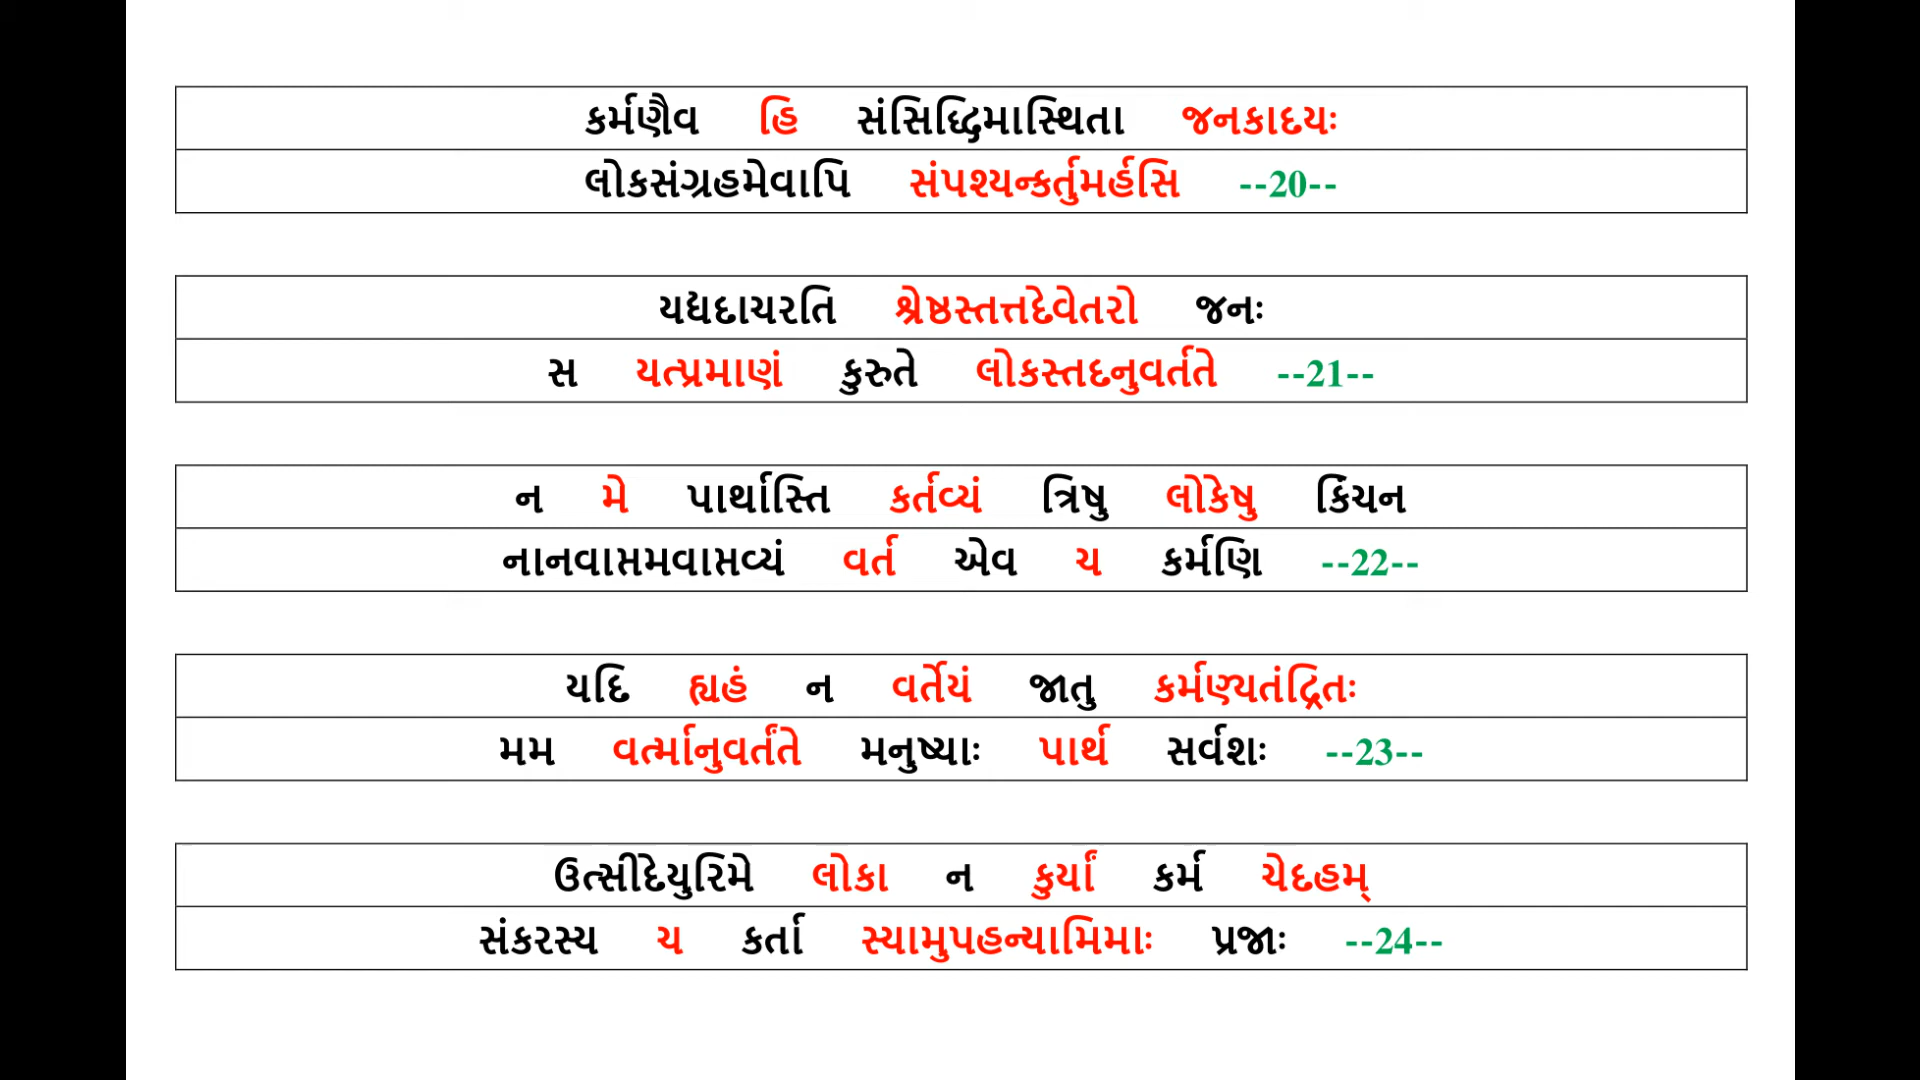 કર્મણૈવ હિ સંસિદ્ધિમાસ્થિતા જનકાદયઃ
લોકસંગ્રહમેવાપિ સંપશ્યન્કર્તુમર્હસિ --20--
યદ્યદાચરતિ શ્રેષ્ઠસ્તત્તદેવેતરો જનઃ
સ યત્પ્રમાણં કુરુતે લોકસ્તદનુવર્તતે --21--
ન મે પાર્થાસ્તિ કર્તવ્યં ત્રિષુ લોકેષુ કિંચન
નાનવાપ્તમવાપ્તવ્યં વર્ત એવ ચ કર્મણિ --22--
યદિ હ્યહં ન વર્તેયં જાતુ કર્મણ્યતંદ્રિતઃ
મમ વર્ત્માનુવર્તંતે મનુષ્યાઃ પાર્થ સર્વશઃ --23--
ઉત્સીદેયુરિમે લોકા ન કુર્યાં કર્મ ચેદહમ્
સંકરસ્ય ચ કર્તા સ્યામુપહન્યામિમાઃ પ્રજાઃ --24--